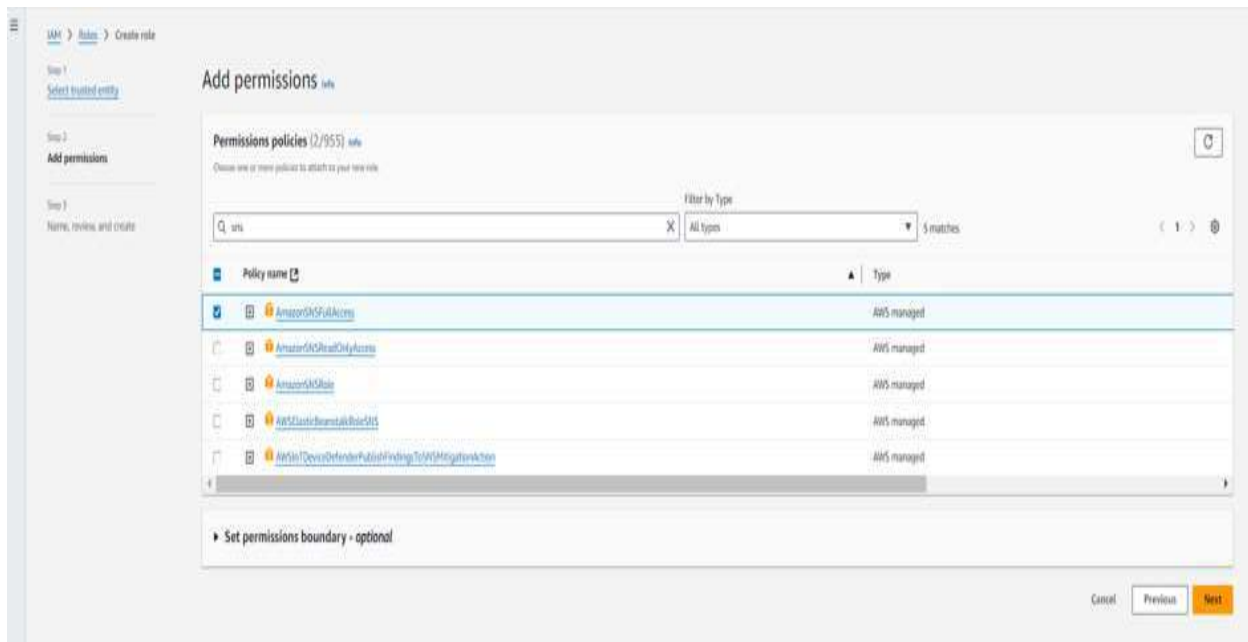 IAM > Roles > Create role
Step 1
Select trusted entity
Step 2
Add permissions
Step 3
Name, review, and create
Add permissions Info
Permissions policies (2/955) Info
Choose one or more policies to attach to your new role.
Filter by Type
sns
All types
5 matches
1
Policy name
Type
AmazonSNSFullAccess
AWS managed
AmazonSNSReadOnlyAccess
AWS managed
AmazonSNSRole
AWS managed
AWSElasticBeanstalkRoleSNS
AWS managed
AWSIoTDeviceDefenderPublishFindingsToSNSMitigationAction
AWS managed
Set permissions boundary - optional
Cancel
Previous
Next